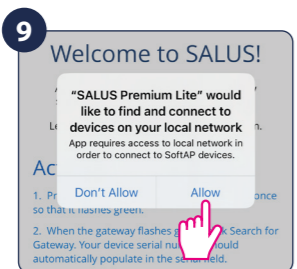 9
Welcome to SALUS!
"SALUS Premium Lite" would
like to find and connect to
devices on your local network
App requires access to local network in
order to connect to SoftAP devices.
Don't Allow
Allow
1. Pr once
so that it flashes green.
2. When the gateway flashes Search for
Gateway. Your device serial
automatically populate in the serial field.